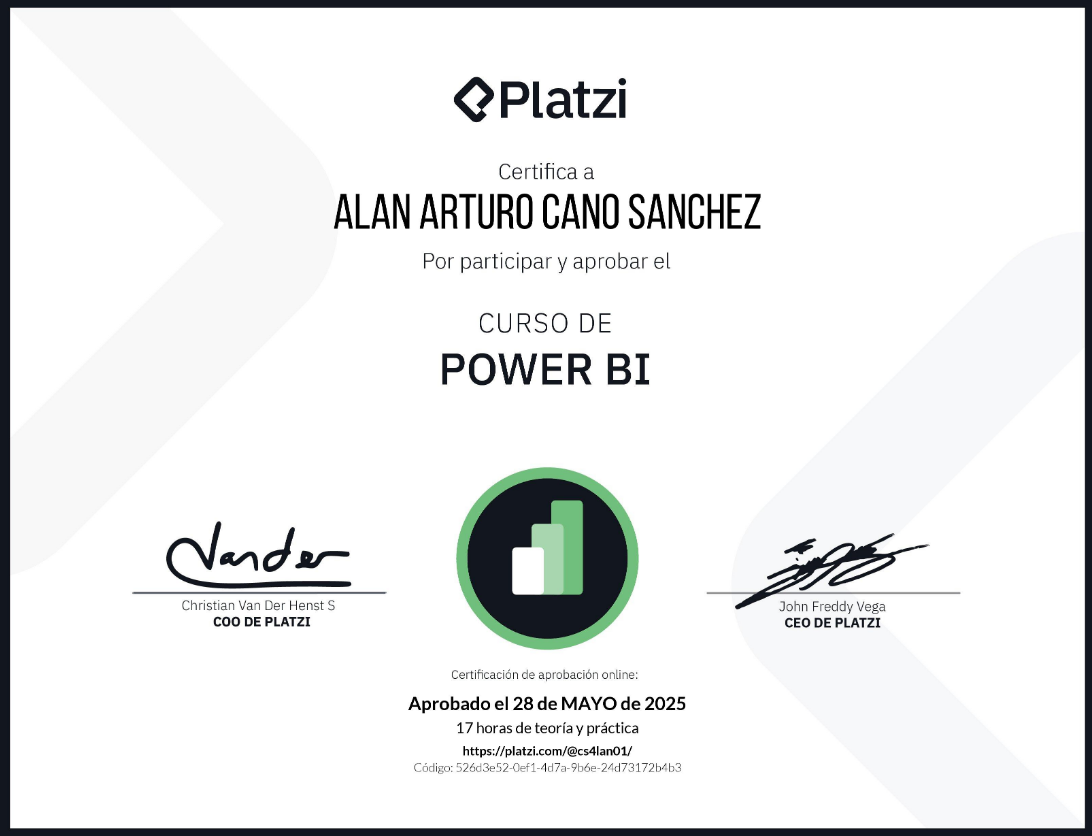 Platzi
Certifica a
ALAN ARTURO CANO SANCHEZ
Por participar y aprobar el
CURSO DE
POWER BI
Vander
Christian Van Der Henst S
COO DE PLATZI
John Freddy Vega
CEO DE PLATZI
Certificación de aprobación online:
Aprobado el 28 de MAYO de 2025
17 horas de teoría y práctica
https://platzi.com/@cs4lan01/
Código: 526d3e52-0ef1-4d7a-9b6e-24d73172b4b3